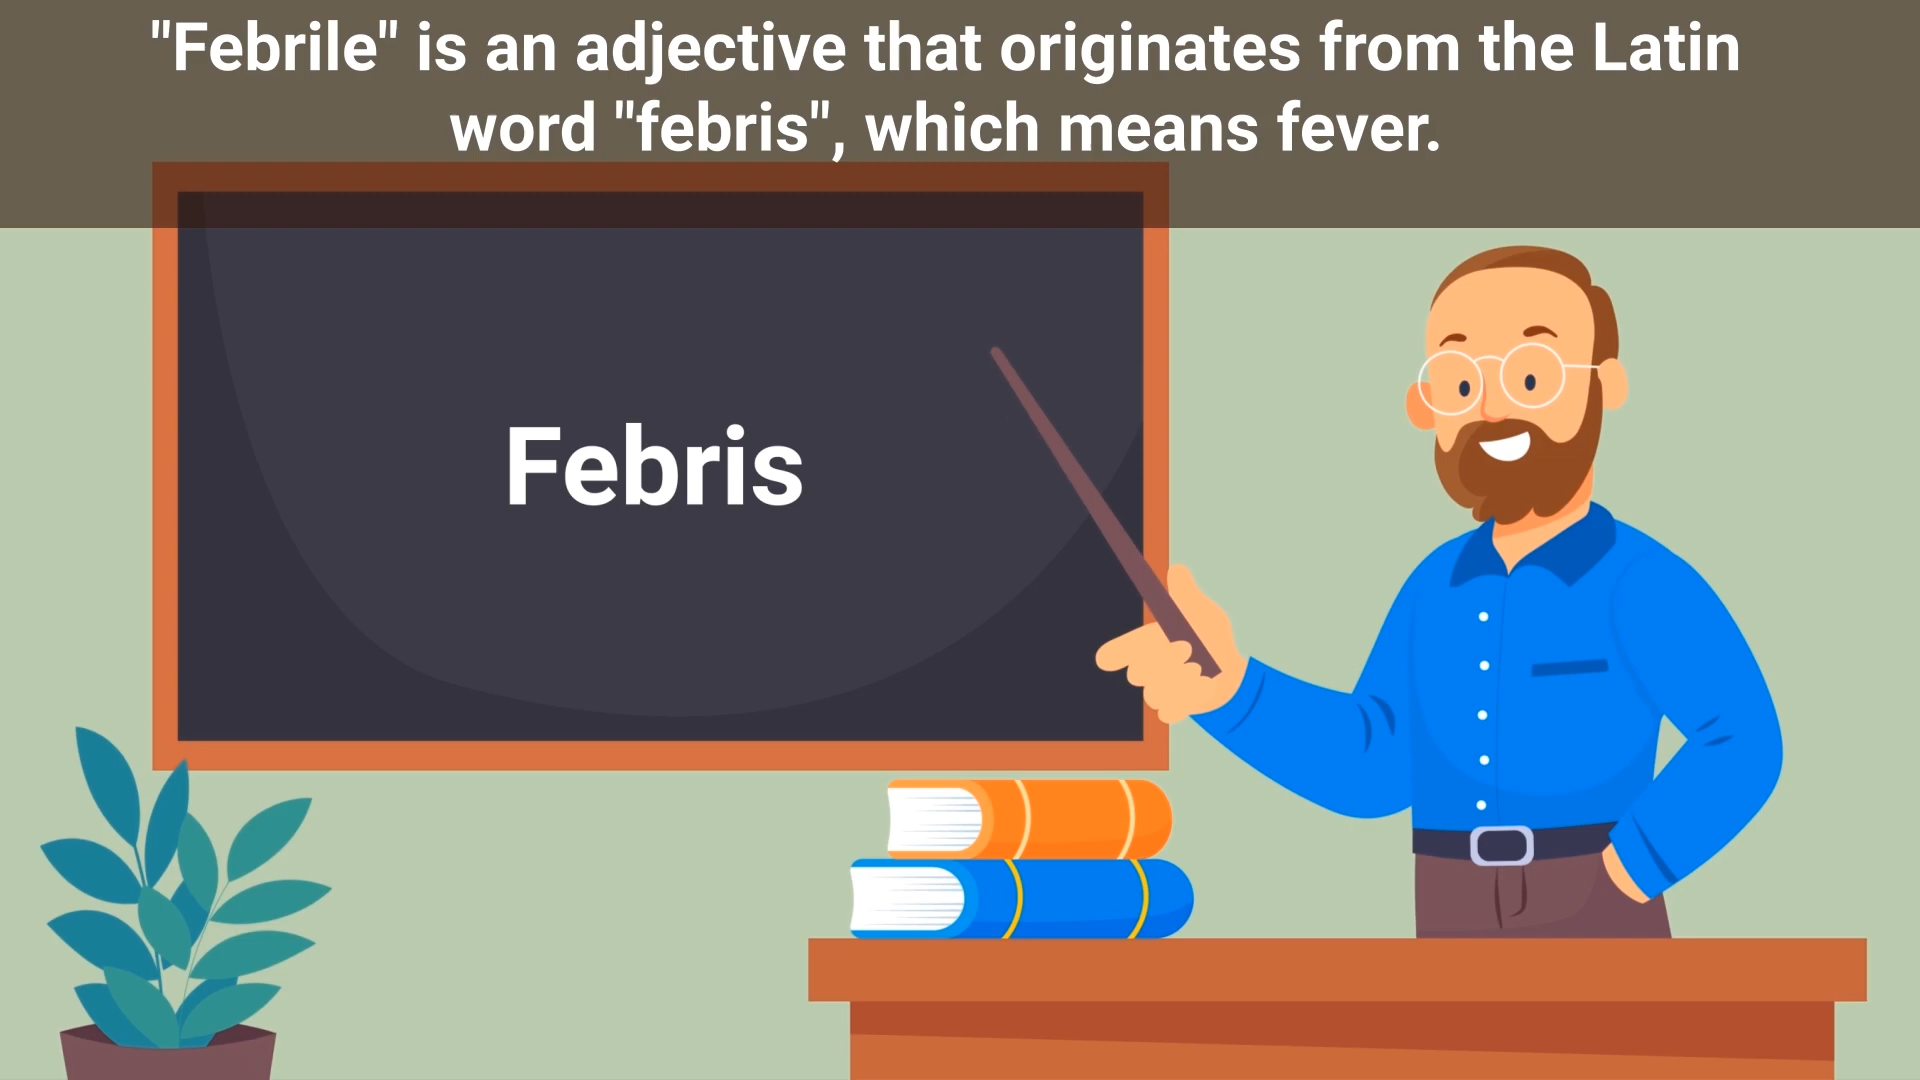 "Febrile" is an adjective that originates from the Latin
word "febris", which means fever.
Febris